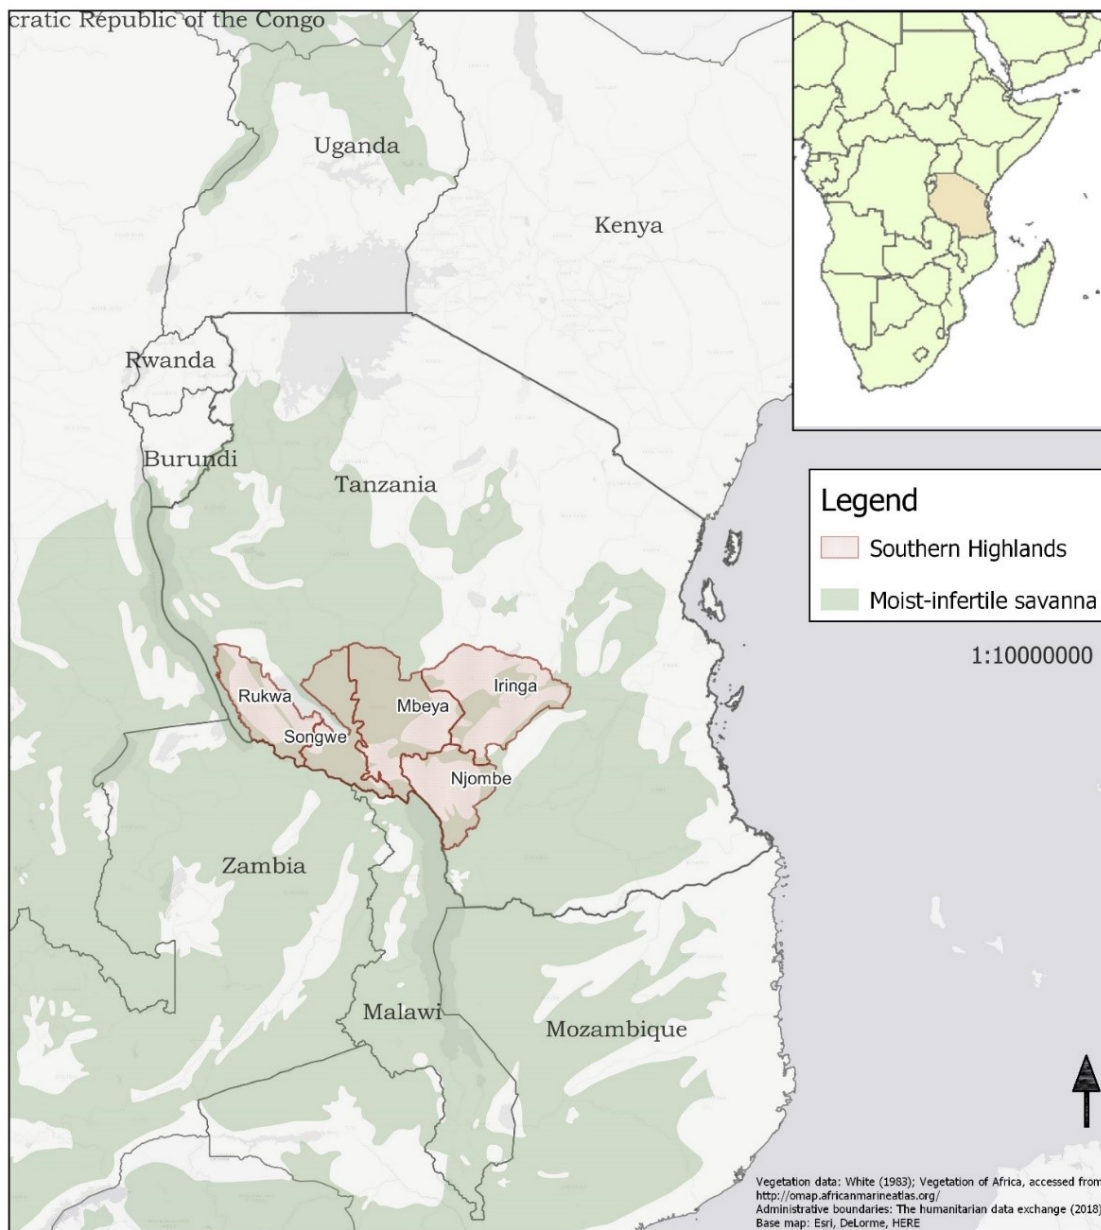 cratic Republic of the Congo
Uganda
Kenya
Rwanda
Burundi
Tanzania
Legend
Southern Highlands
Moist-infertile savanna
1:10000000
Rukwa
Iringa
Mbeya
Songwe
Njombe
Zambia
Malawi
Mozambique
Vegetation data: White (1983); Vegetation of Africa, accessed from
http://omap.africanmarineatlas.org/
Administrative boundaries: The humanitarian data exchange (2018)
Base map: Esri, DeLorme, HERE